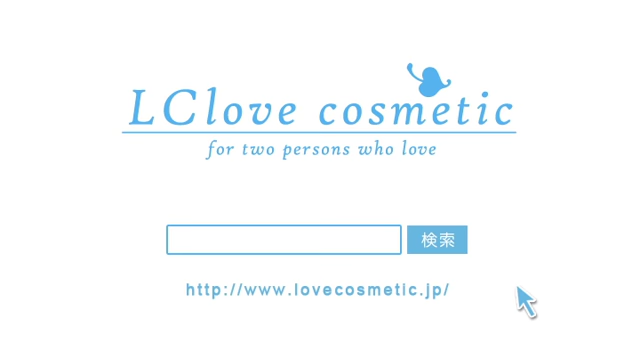 LClove cosmetic
for two persons who love
検索
http://www.lovecosmetic.jp/